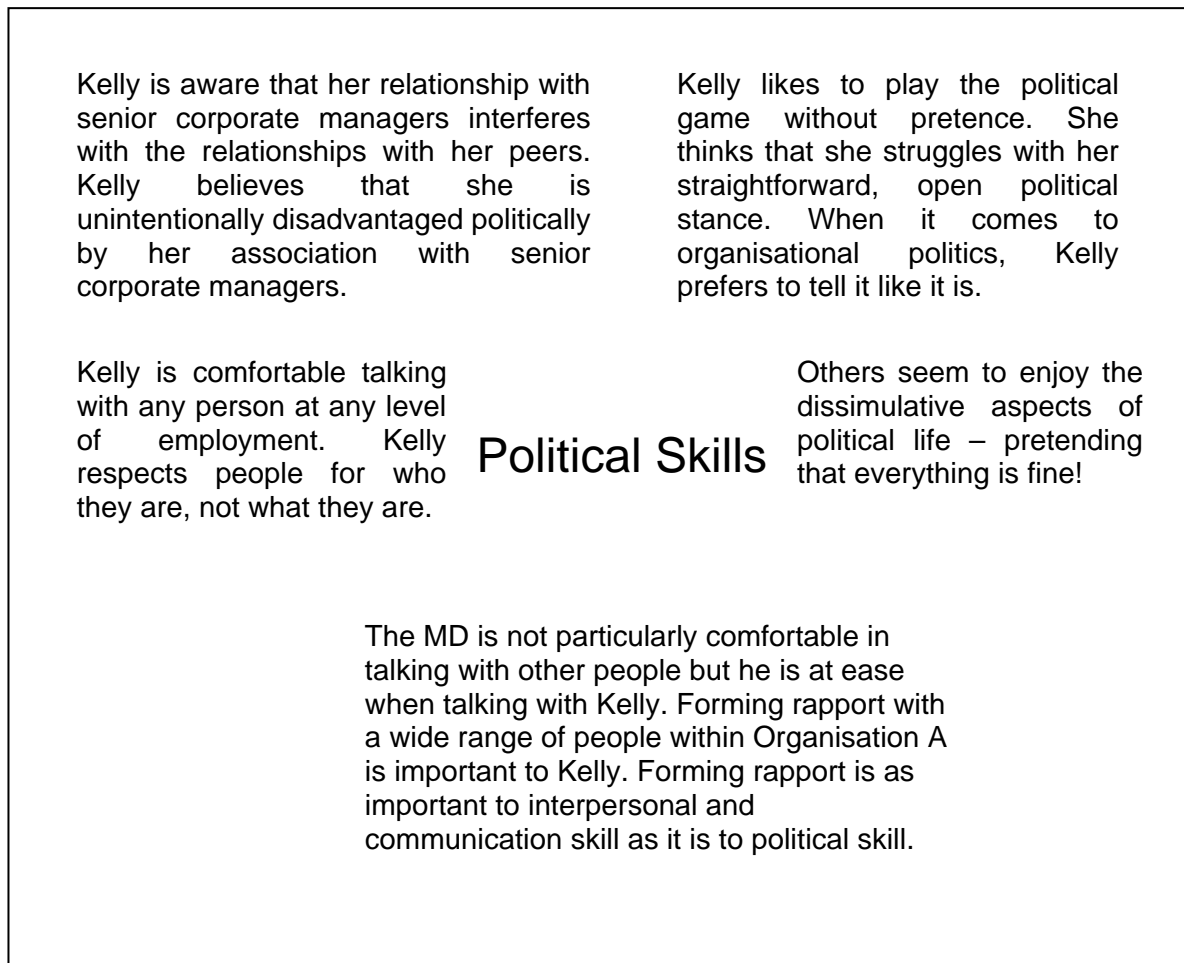 Kelly is aware that her relationship with
senior corporate managers interferes
with the relationships with her peers.
Kelly believes that she is
unintentionally disadvantaged politically
by her association with senior
corporate managers.
Kelly likes to play the political
game without pretence. She
thinks that she struggles with her
straightforward, open political
stance. When it comes to
organisational politics, Kelly
prefers to tell it like it is.
Kelly is comfortable talking
with any person at any level
of employment. Kelly
respects people for who
they are, not what they are.
Political Skills
Others seem to enjoy the
dissimulative aspects of
political life – pretending
that everything is fine!
The MD is not particularly comfortable in
talking with other people but he is at ease
when talking with Kelly. Forming rapport with
a wide range of people within Organisation A
is important to Kelly. Forming rapport is as
important to interpersonal and
communication skill as it is to political skill.